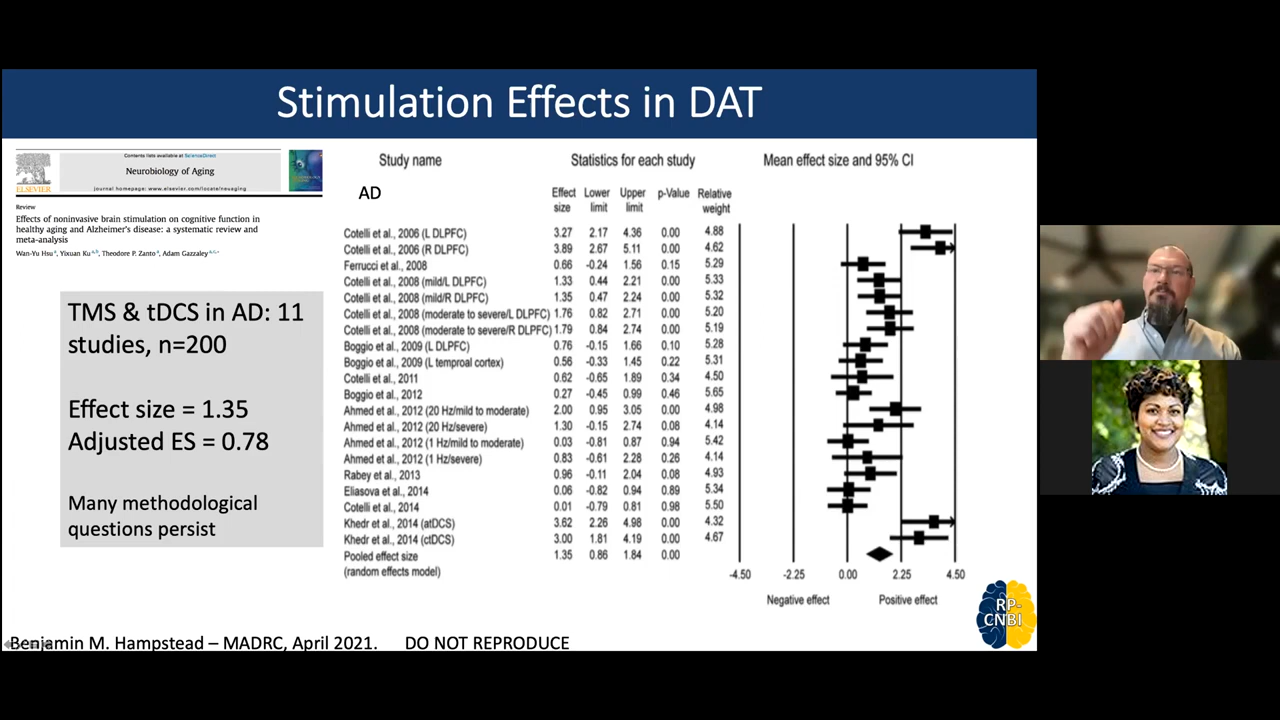 Stimulation Effects in DAT
Contents lists available at ScienceDirect
Neurobiology of Aging
journal homepage: www.elsevier.com/locate/neuaging
ELSEVIER
Review
Effects of noninvasive brain stimulation on cognitive function in
healthy aging and Alzheimer's disease: a systematic review and
meta-analysis
Wan-Yu Hsu a, Yixuan Ku a,b, Theodore P. Zanto a, Adam Gazzaley a,c,*
TMS & tDCS in AD: 11
studies, n=200
Effect size = 1.35
Adjusted ES = 0.78
Many methodological
questions persist
Study name Statistics for each study Mean effect size and 95% CI
AD
Effect size Lower limit Upper limit p-Value Relative weight
Cotelli et al., 2006 (L DLPFC) 3.27 2.17 4.36 0.00 4.88
Cotelli et al., 2006 (R DLPFC) 3.89 2.67 5.11 0.00 4.62
Ferrucci et al., 2008 0.66 -0.24 1.56 0.15 5.29
Cotelli et al., 2008 (mild/L DLPFC) 1.33 0.44 2.21 0.00 5.33
Cotelli et al., 2008 (mild/R DLPFC) 1.35 0.47 2.24 0.00 5.32
Cotelli et al., 2008 (moderate to severe/L DLPFC) 1.76 0.82 2.71 0.00 5.20
Cotelli et al., 2008 (moderate to severe/R DLPFC) 1.79 0.84 2.74 0.00 5.19
Boggio et al., 2009 (L DLPFC) 0.76 -0.15 1.66 0.10 5.28
Boggio et al., 2009 (L temproal cortex) 0.56 -0.33 1.45 0.22 5.31
Cotelli et al., 2011 0.62 -0.65 1.89 0.34 4.50
Boggio et al., 2012 0.27 -0.45 0.99 0.46 5.65
Ahmed et al., 2012 (20 Hz/mild to moderate) 2.00 0.95 3.05 0.00 4.98
Ahmed et al., 2012 (20 Hz/severe) 1.30 -0.15 2.74 0.08 4.14
Ahmed et al., 2012 (1 Hz/mild to moderate) 0.03 -0.81 0.87 0.94 5.42
Ahmed et al., 2012 (1 Hz/severe) 0.83 -0.61 2.28 0.26 4.14
Rabey et al., 2013 0.96 -0.11 2.04 0.08 4.93
Eliasova et al., 2014 0.06 -0.82 0.94 0.89 5.34
Cotelli et al., 2014 0.01 -0.79 0.81 0.98 5.50
Khedr et al., 2014 (atDCS) 3.62 2.26 4.98 0.00 4.32
Khedr et al., 2014 (ctDCS) 3.00 1.81 4.19 0.00 4.67
Pooled effect size 1.35 0.86 1.84 0.00
(random effects model)
-4.50 -2.25 0.00 2.25 4.50
Negative effect Positive effect
RP-
CNBI
Benjamin M. Hampstead – MADRC, April 2021. DO NOT REPRODUCE